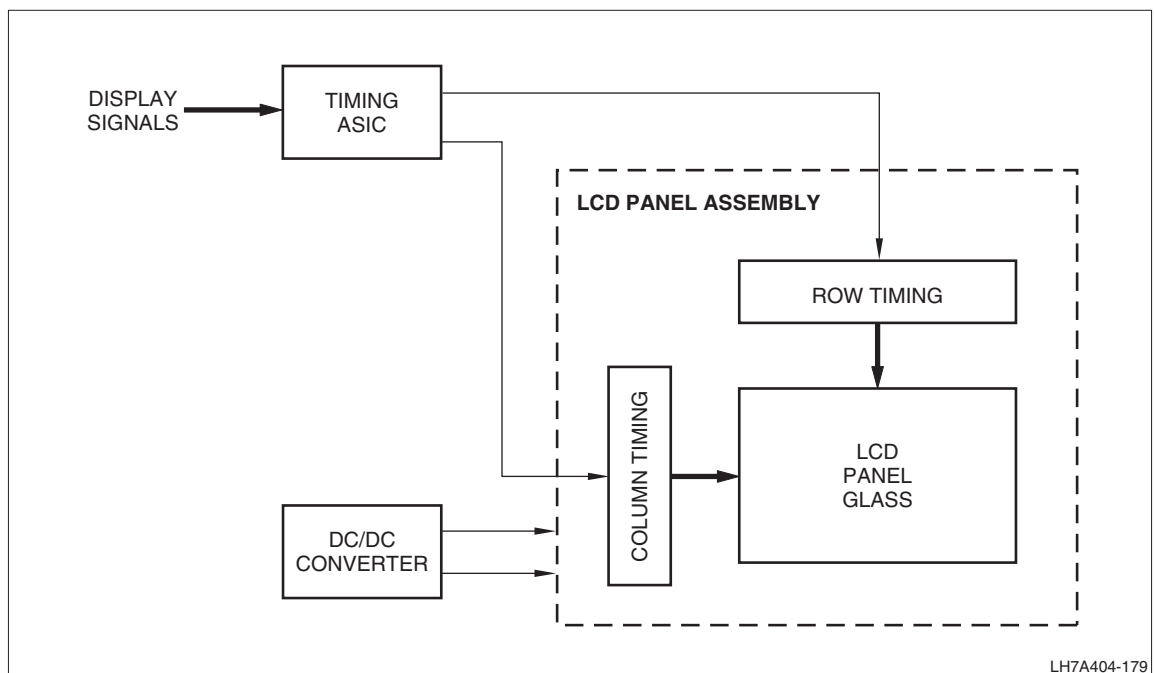 DISPLAY
SIGNALS
TIMING
ASIC
LCD PANEL ASSEMBLY
ROW TIMING
COLUMN TIMING
LCD
PANEL
GLASS
DC/DC
CONVERTER
LH7A404-179